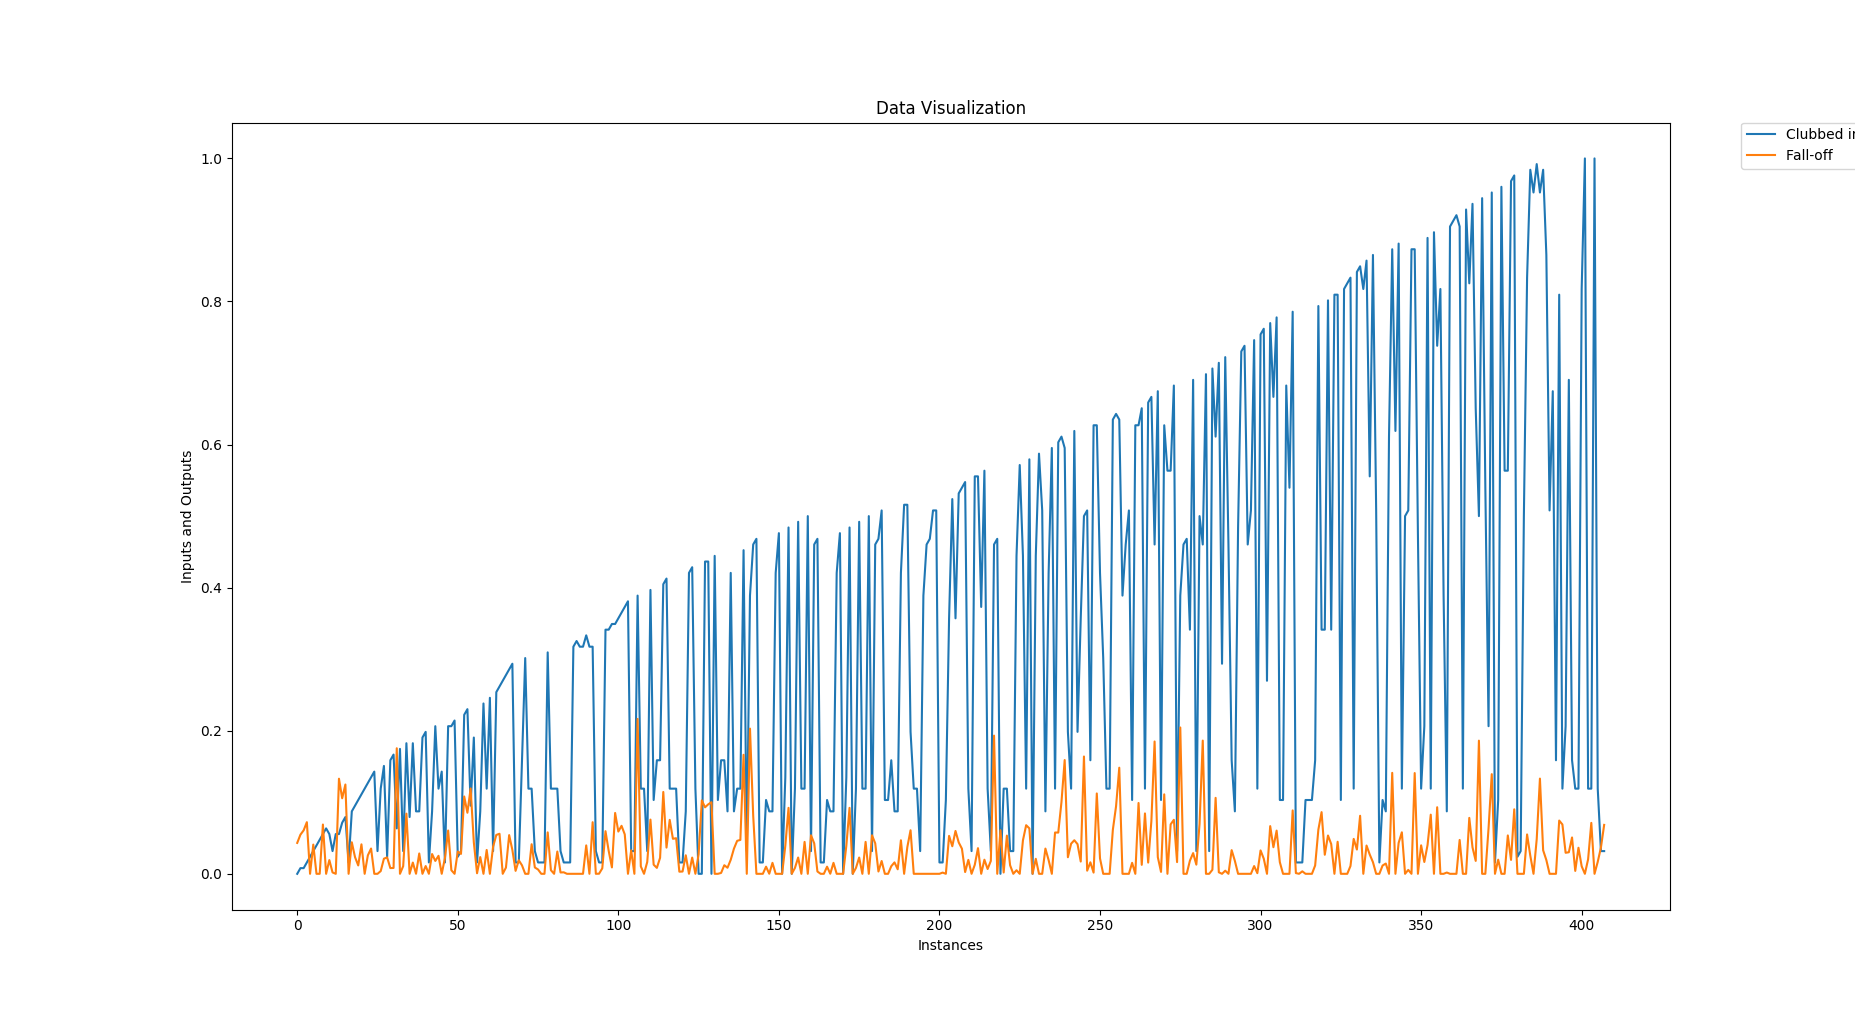 Data Visualization
Clubbed
Fall-off
1.0
0.8
0.6
0.4
0.2
0.0
Inputs and Outputs
0 50 100 150 200 250 300 350 400
Instances